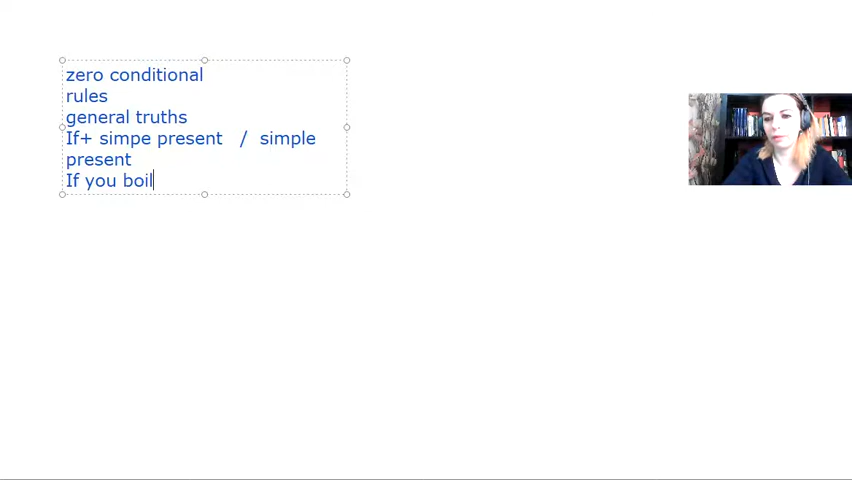 zero conditional
rules
general truths
If+ simpe present / simple
present
If you boil